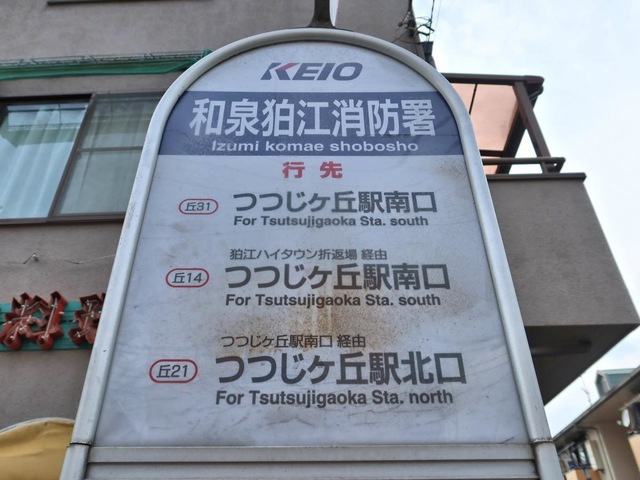 KEIO
和泉狛江消防署
Izumi komae shobosho
行先
丘31 つつじヶ丘駅南口
For Tsutsujigaoka Sta. south
狛江ハイタウン折返場 経由
丘14 つつじヶ丘駅南口
For Tsutsujigaoka Sta. south
つつじヶ丘駅南口 経由
丘21 つつじヶ丘駅北口
For Tsutsujigaoka Sta. north